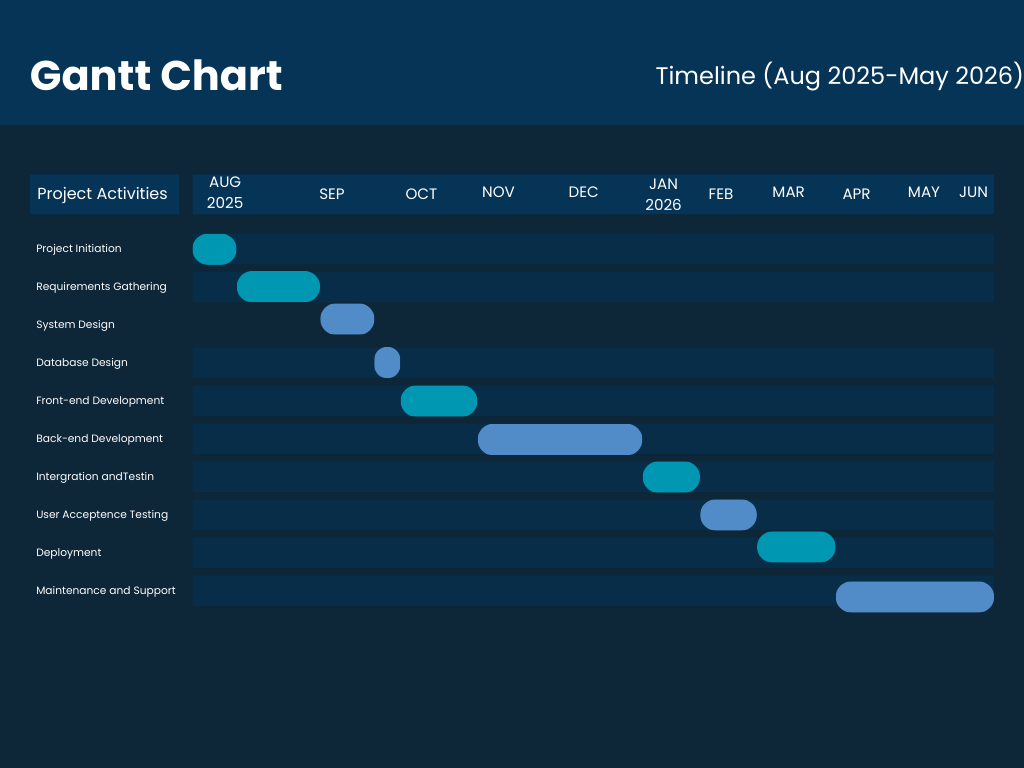 Gantt Chart
Timeline (Aug 2025-May 2026)
Project Activities
AUG
2025
SEP
OCT
NOV
DEC
JAN
2026
FEB
MAR
APR
MAY
JUN
Project Initiation
Requirements Gathering
System Design
Database Design
Front-end Development
Back-end Development
Intergration andTestin
User Acceptence Testing
Deployment
Maintenance and Support